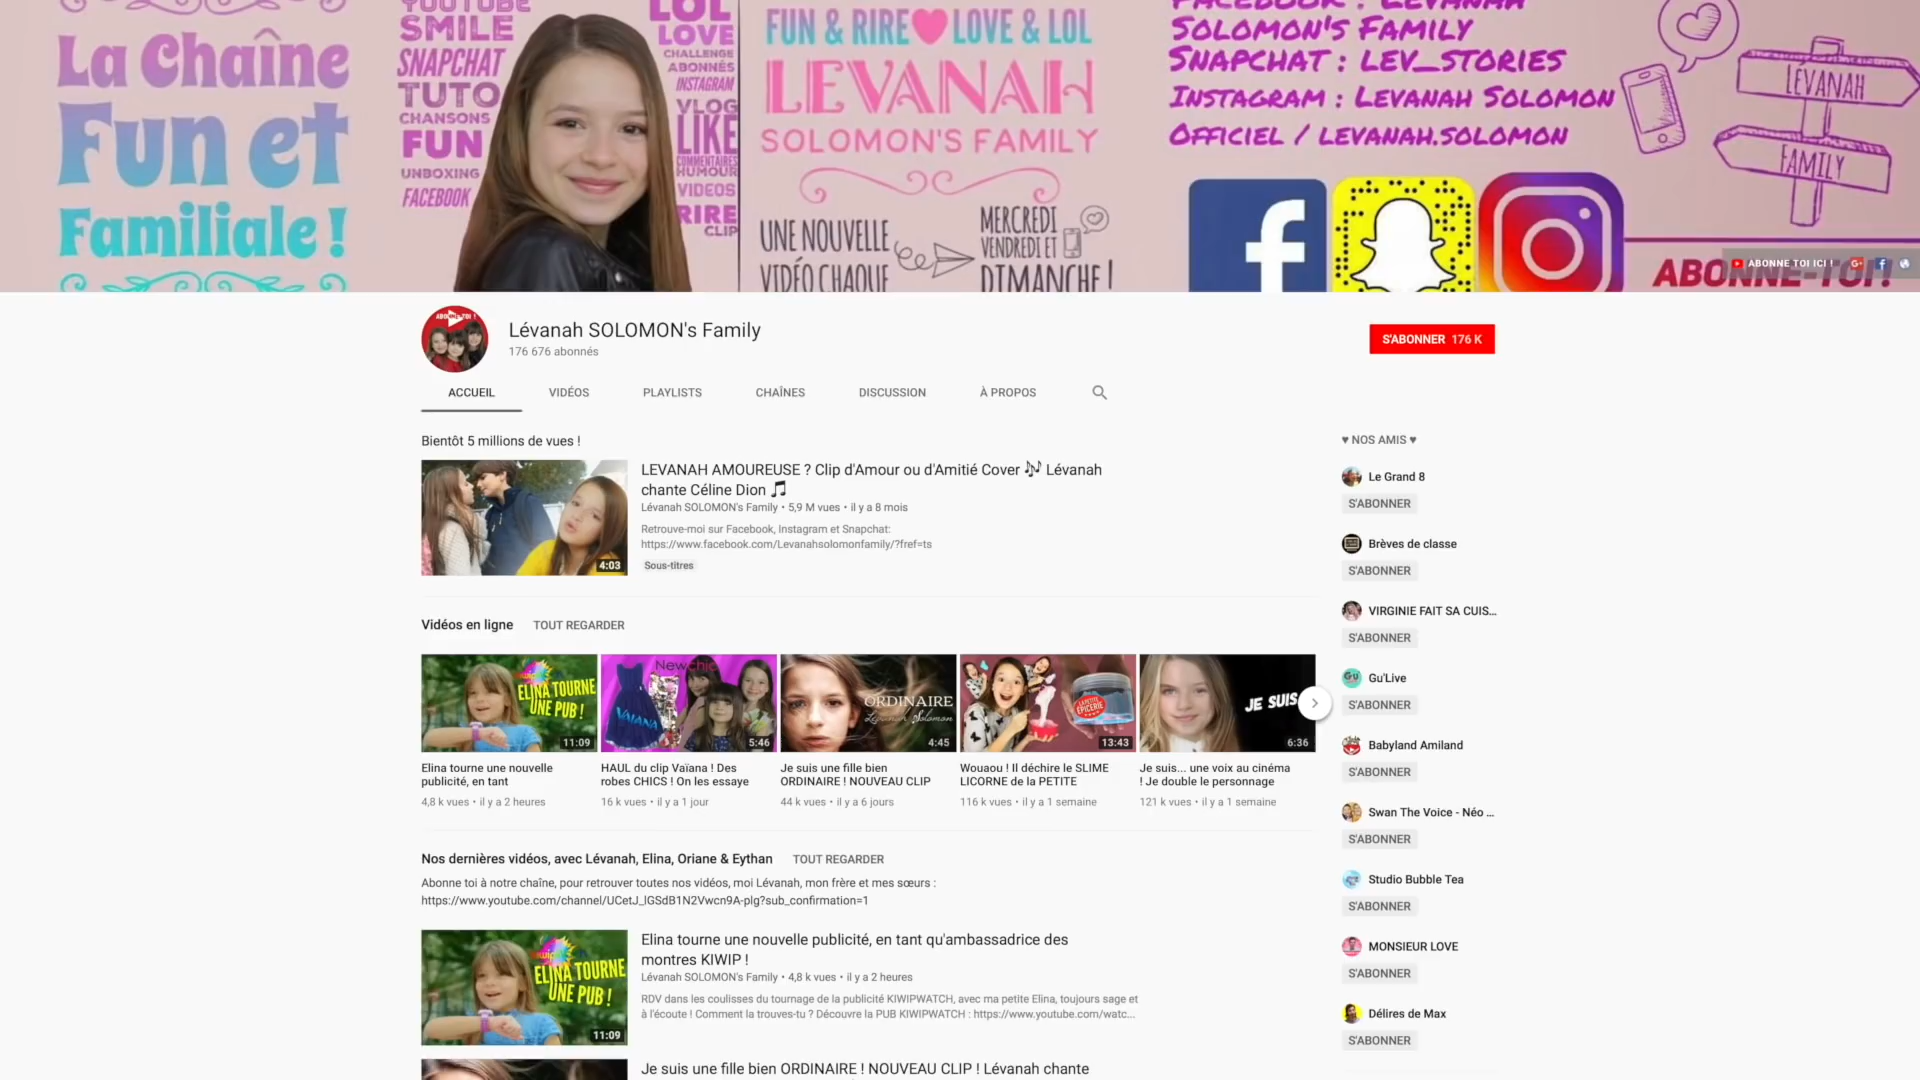 La Chaîne
Fun et
Familiale !
YOUTUBE
SMILE
SNAPCHAT
TUTO
CHANSONS
FUN
UNBOXING
FACEBOOK
LOL
LOVE
CHALLENGE
ABONNÉS
INSTAGRAM
VLOG
LIKE
COMMENTAIRES
HUMOUR
VIDEOS
RIRE
CLIP
FUN & RIRE♥LOVE & LOL
LEVANAH
SOLOMON'S FAMILY
UNE NOUVELLE
VIDÉO CHAQUE
MERCREDI
VENDREDI ET
DIMANCHE !
FACEBOOK : LEVANAH
SOLOMON'S FAMILY
SNAPCHAT : LEV_STORIES
INSTAGRAM : LEVANAH SOLOMON
OFFICIEL / LEVANAH.SOLOMON
LÉVANAH
FAMILY
ABONNE-TOI!
ABONNE TOI ICI !
ABONNE-TOI !
Lévanah SOLOMON's Family
176 676 abonnés
S'ABONNER 176 K
ACCUEIL VIDÉOS PLAYLISTS CHAÎNES DISCUSSION À PROPOS
Bientôt 5 millions de vues !
LEVANAH AMOUREUSE ? Clip d'Amour ou d'Amitié Cover 🎶 Lévanah
chante Céline Dion 🎵
Lévanah SOLOMON's Family • 5,9 M vues • il y a 8 mois
Retrouve-moi sur Facebook, Instagram et Snapchat:
https://www.facebook.com/Levanahsolomonfamily/?fref=ts
Sous-titres
4:03
Vidéos en ligne TOUT REGARDER
ELINA TOURNE
UNE PUB !
11:09
Newchic
VAIANA
5:46
ORDINAIRE
Lévanah Solomon
4:45
LA PETITE
EPICERIE
13:43
JE SUIS
6:36
Elina tourne une nouvelle
publicité, en tant
4,8 k vues • il y a 2 heures
HAUL du clip Vaïana ! Des
robes CHICS ! On les essaye
16 k vues • il y a 1 jour
Je suis une fille bien
ORDINAIRE ! NOUVEAU CLIP
44 k vues • il y a 6 jours
Wouaou ! Il déchire le SLIME
LICORNE de la PETITE
116 k vues • il y a 1 semaine
Je suis... une voix au cinéma
! Je double le personnage
121 k vues • il y a 1 semaine
Nos dernières vidéos, avec Lévanah, Elina, Oriane & Eythan TOUT REGARDER
Abonne toi à notre chaîne, pour retrouver toutes nos vidéos, moi Lévanah, mon frère et mes sœurs :
https://www.youtube.com/channel/UCetJ_lGSdB1N2Vwcn9A-plg?sub_confirmation=1
ELINA TOURNE
UNE PUB !
11:09
Elina tourne une nouvelle publicité, en tant qu'ambassadrice des
montres KIWIP !
Lévanah SOLOMON's Family • 4,8 k vues • il y a 2 heures
RDV dans les coulisses du tournage de la publicité KIWIPWATCH, avec ma petite Elina, toujours sage et
à l'écoute ! Comment la trouves-tu ? Découvre la PUB KIWIPWATCH : https://www.youtube.com/watc...
Je suis une fille bien ORDINAIRE ! NOUVEAU CLIP ! Lévanah chante
♥ NOS AMIS ♥
Le Grand 8
S'ABONNER
Brèves de classe
S'ABONNER
VIRGINIE FAIT SA CUIS...
S'ABONNER
Gu
Gu'Live
S'ABONNER
Babyland Amiland
S'ABONNER
Swan The Voice - Néo ...
S'ABONNER
Studio Bubble Tea
S'ABONNER
MONSIEUR LOVE
S'ABONNER
Délires de Max
S'ABONNER